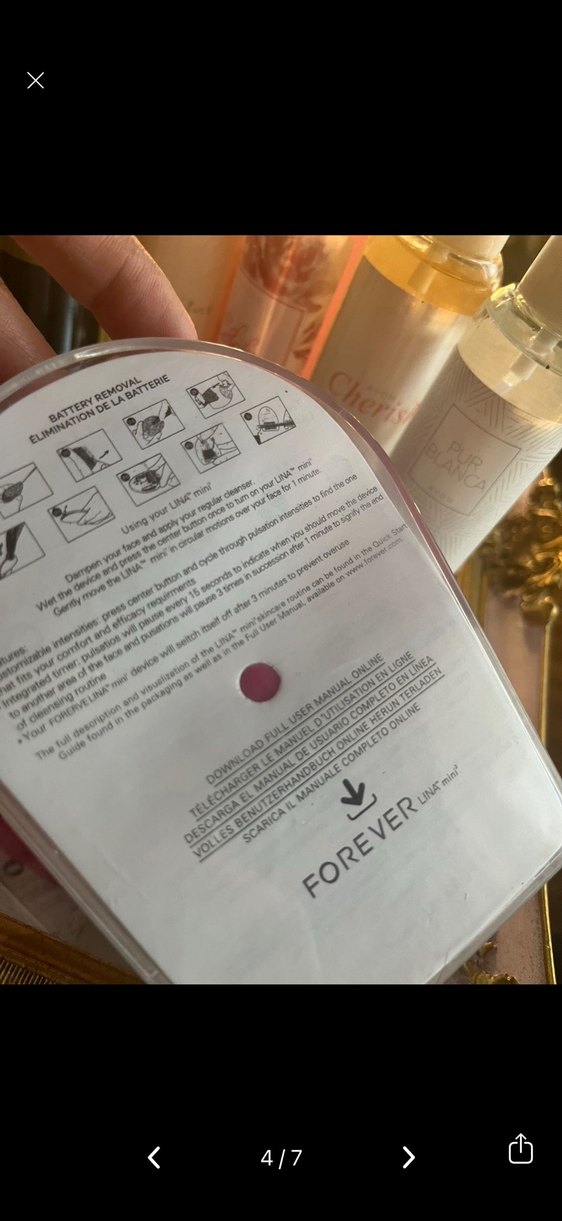 BATTERY REMOVAL
ÉLIMINATION DE LA BATTERIE
Using your LINA™ mini²
Dampen your face and apply your regular cleanser.
Wet the device and press the center button once to turn on your LINA™ mini²
Gently move the LINA™ mini² in circular motions over your face for 1 minute.
atures:
ustomizable intensities: press center button and cycle through pulsation intensities to find the one
hat fits your comfort and efficacy requirments
Integrated timer: pulsatios will pause every 15 seconds to indicate when you should move the device
to another area of the face and pulsations will pause 3 times in succession after 1 minute to signify the end
of cleansing routine
• Your FORERVE LINA™ mini² device will seitch itself off after 3 minutes to prevent overuse
The full description and visualization of the LINA™ mini² skincare routine can be found in the Quick Start
Guide found in the packaging as well as in the Full User Manual, available on www.forever.com.
DOWNLOAD FULL USER MANUAL ONLINE
TÉLÉCHARGER LE MANUEL D'UTILISATION EN LIGNE
DESCARGA EL MANUAL DE USUARIO COMPLETO EN LÍNEA
VOLLES BENUTZERHANDBUCH ONLINE HERUNTERLADEN
SCARICA IL MANUALE COMPLETO ONLINE
FOREVER LINA™ mini²
Cherish
PUR
BLANCA
4/7